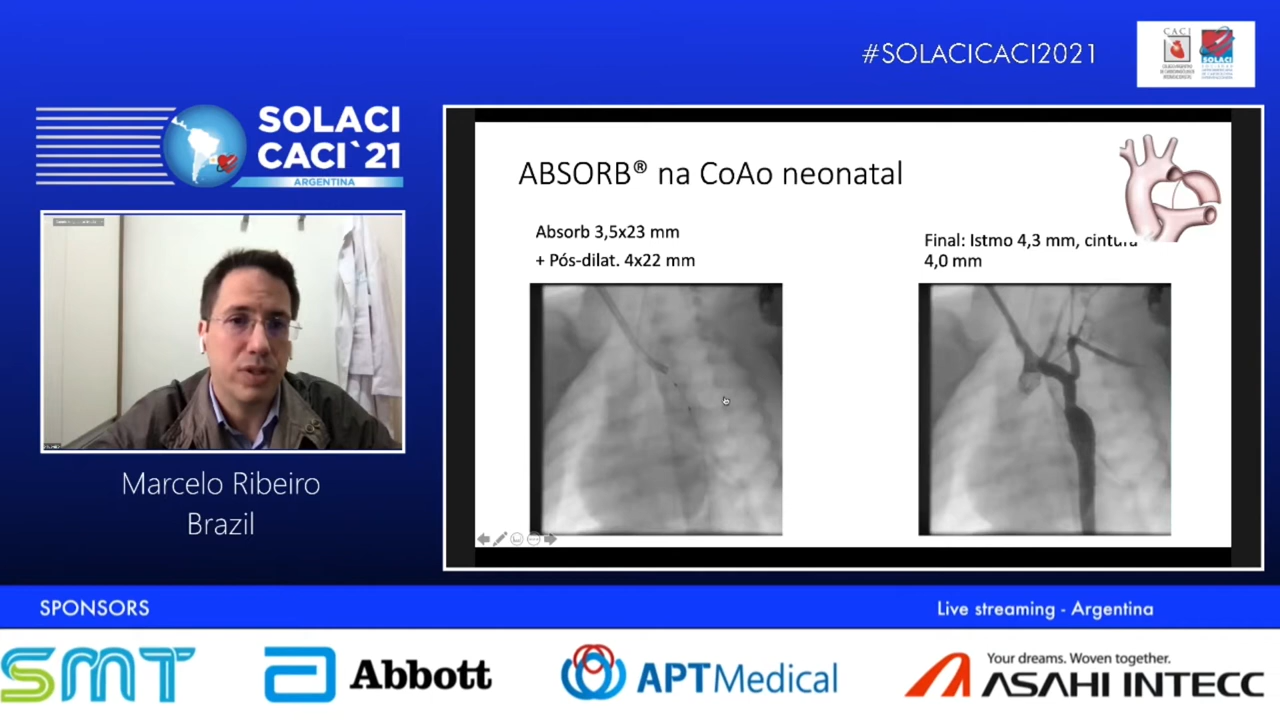 #SOLACICACI2021
CACI
SOLACI
SOLACI
CACI`21
ARGENTINA
ABSORB® na CoAo neonatal
Absorb 3,5x23 mm
+ Pós-dilat. 4x22 mm
Final: Istmo 4,3 mm, cintura
4,0 mm
Marcelo Ribeiro
Brazil
SPONSORS
Live streaming - Argentina
SMT
Abbott
APTMedical
Your dreams. Woven together.
ASAHI INTECC